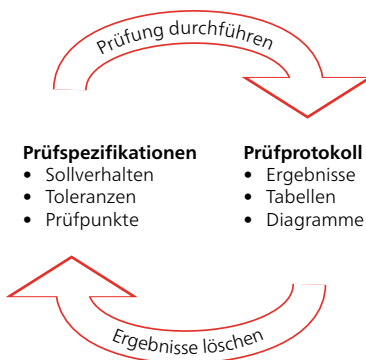 Prüfung durchführen
Prüfspezifikationen
• Sollverhalten
• Toleranzen
• Prüfpunkte
Prüfprotokoll
• Ergebnisse
• Tabellen
• Diagramme
Ergebnisse löschen